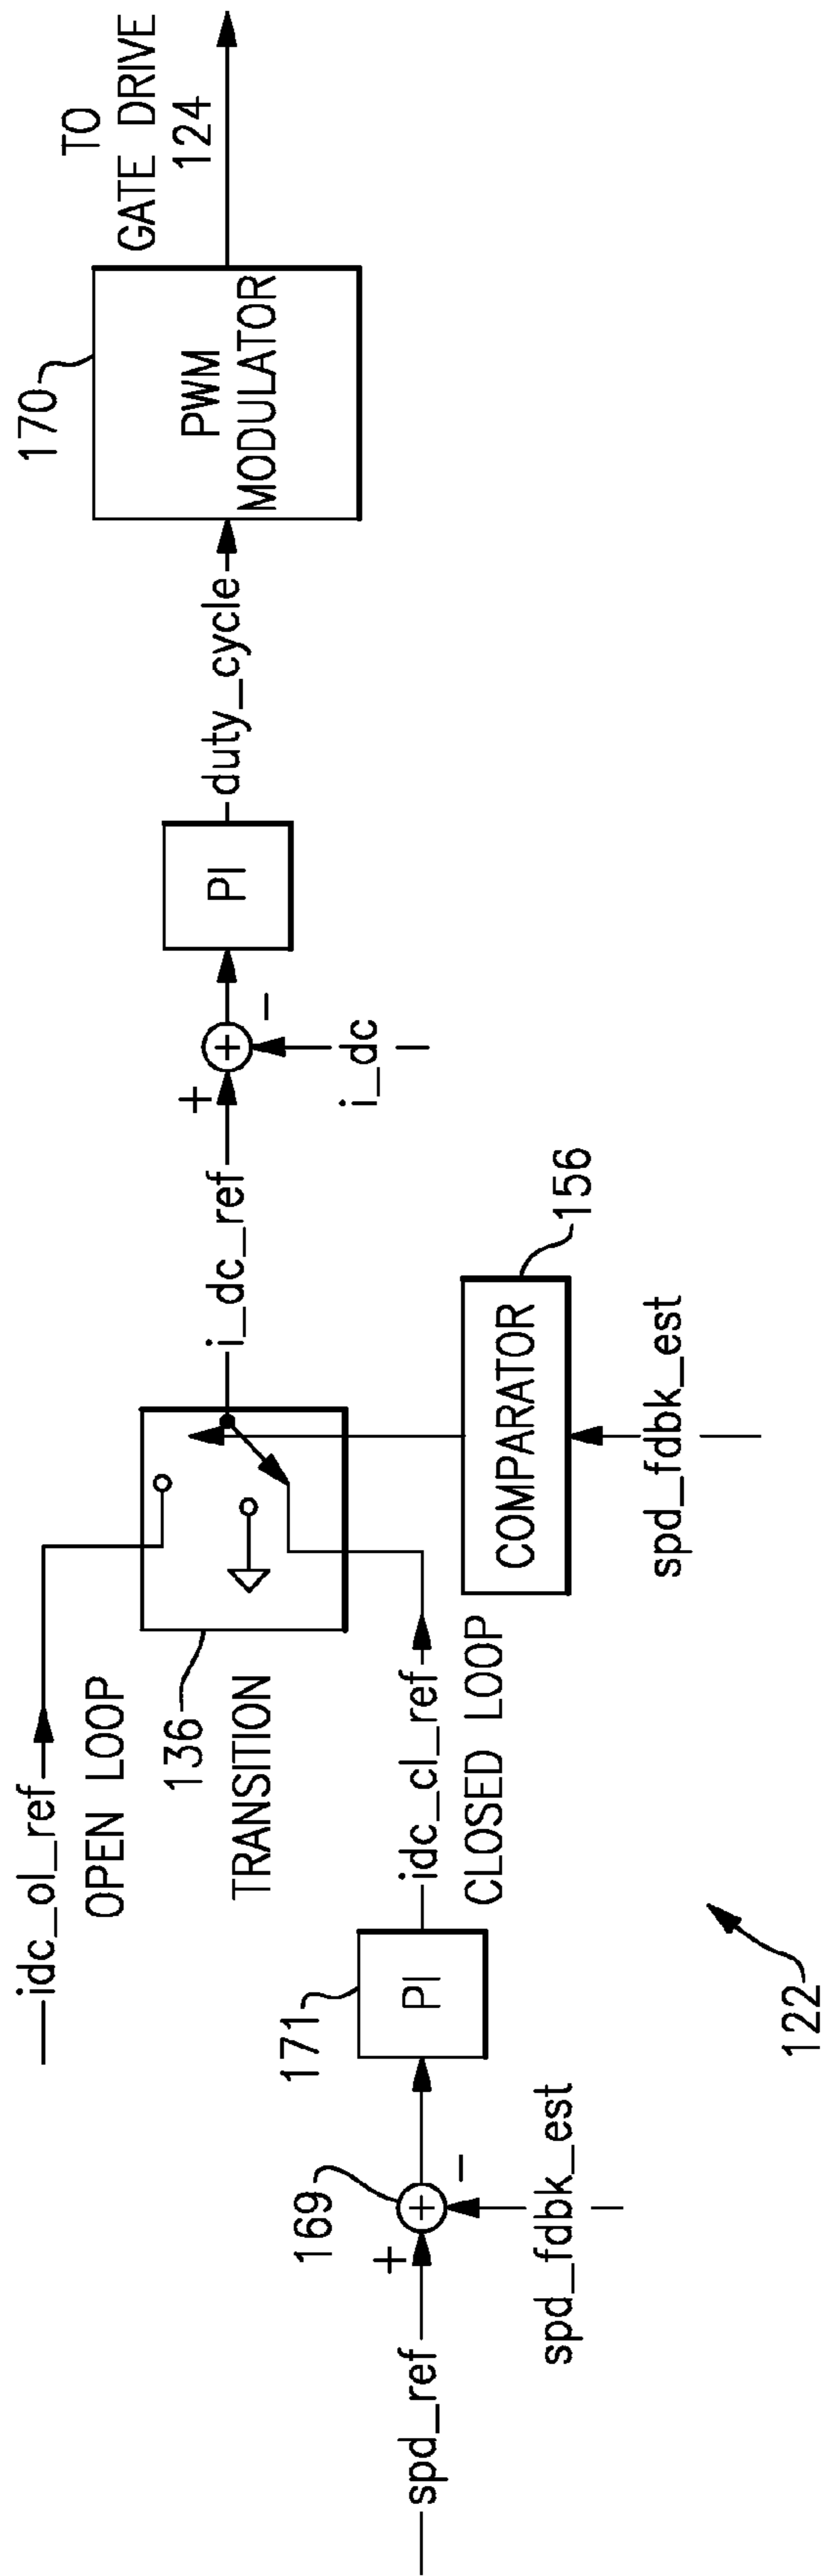 idc_ol_ref
OPEN LOOP
136
TRANSITION
spd_ref
+
169
+
-
spd_fdbk_est
171
PI
idc_cl_ref
CLOSED LOOP
COMPARATOR
156
spd_fdbk_est
i_dc_ref
+
+
-
i_dc
PI
duty_cycle
170
PWM
MODULATOR
TO
GATE DRIVE
124
122